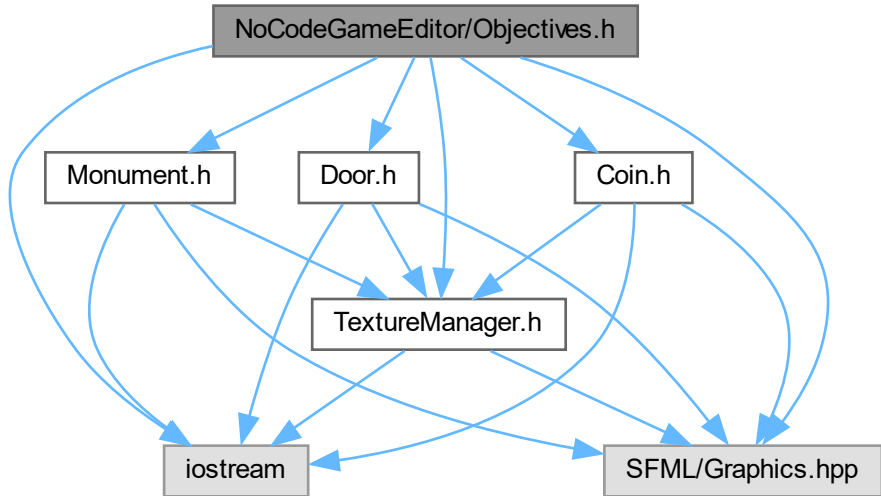 NoCodeGameEditor/Objectives.h
Monument.h
Door.h
Coin.h
TextureManager.h
iostream
SFML/Graphics.hpp